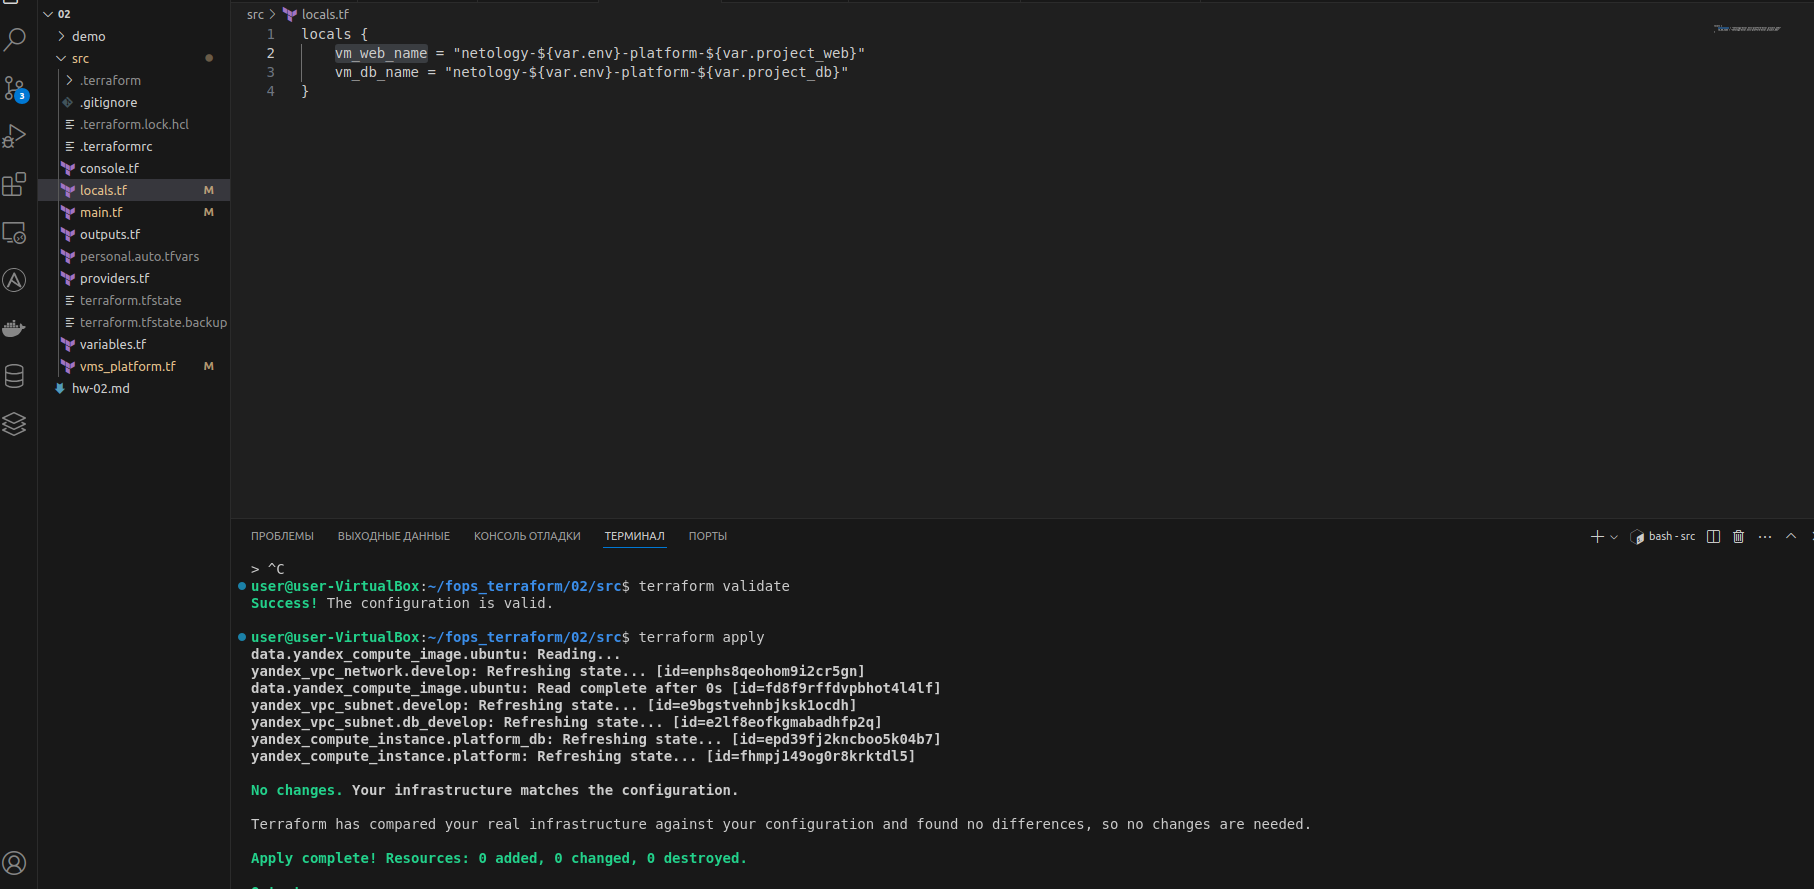 02
demo
src
.terraform
.gitignore
.terraform.lock.hcl
.terraformrc
console.tf
locals.tf M
main.tf M
outputs.tf
personal.auto.tfvars
providers.tf
terraform.tfstate
terraform.tfstate.backup
variables.tf
vms_platform.tf M
hw-02.md
3
src > locals.tf
1 locals {
2 vm_web_name = "netology-${var.env}-platform-${var.project_web}"
3 vm_db_name = "netology-${var.env}-platform-${var.project_db}"
4 }
ПРОБЛЕМЫ ВЫХОДНЫЕ ДАННЫЕ КОНСОЛЬ ОТЛАДКИ ТЕРМИНАЛ ПОРТЫ
bash - src
> ^C
user@user-VirtualBox:~/fops_terraform/02/src$ terraform validate
Success! The configuration is valid.
user@user-VirtualBox:~/fops_terraform/02/src$ terraform apply
data.yandex_compute_image.ubuntu: Reading...
yandex_vpc_network.develop: Refreshing state... [id=enphs8qeohom9i2cr5gn]
data.yandex_compute_image.ubuntu: Read complete after 0s [id=fd8f9rffdvpbhot4l4lf]
yandex_vpc_subnet.develop: Refreshing state... [id=e9bgstvehnbjksk1ocdh]
yandex_vpc_subnet.db_develop: Refreshing state... [id=e2lf8eofkgmabadhfp2q]
yandex_compute_instance.platform_db: Refreshing state... [id=epd39fj2kncboo5k04b7]
yandex_compute_instance.platform: Refreshing state... [id=fhmpj149og0r8krktdl5]
No changes. Your infrastructure matches the configuration.
Terraform has compared your real infrastructure against your configuration and found no differences, so no changes are needed.
Apply complete! Resources: 0 added, 0 changed, 0 destroyed.